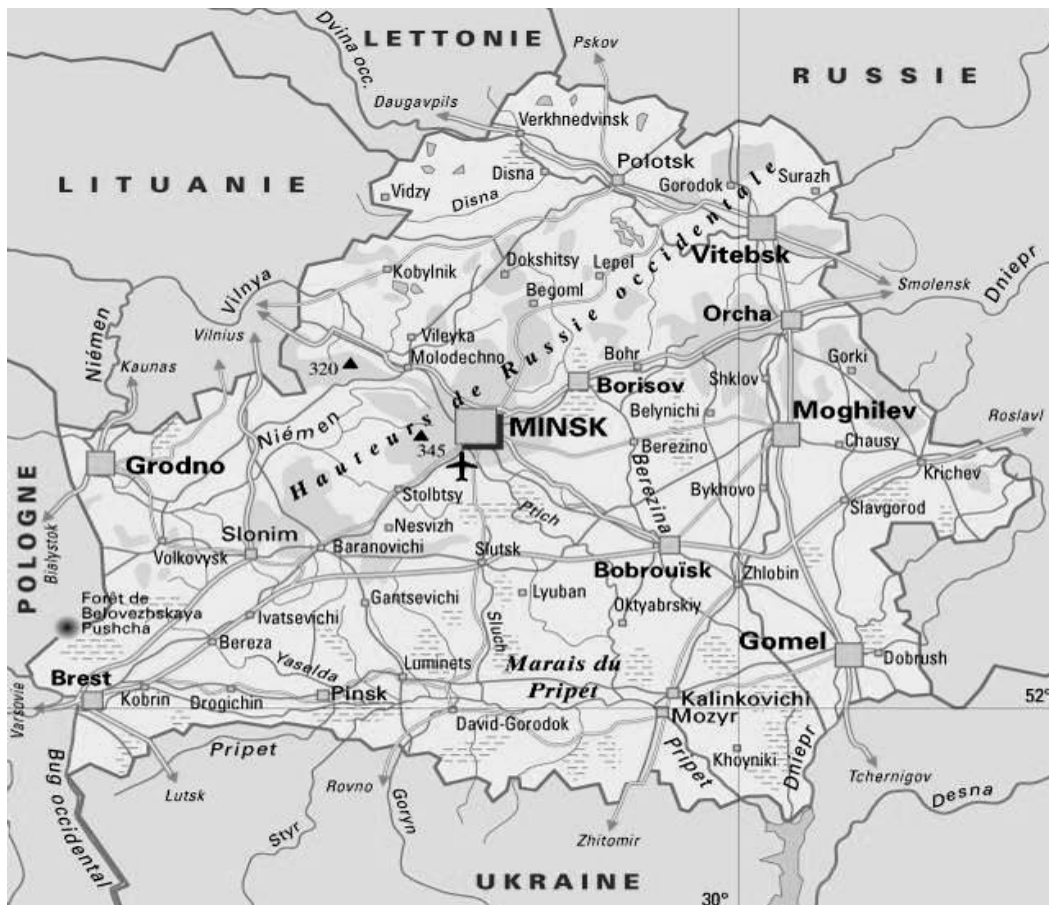 LETTONIE
Pskov
RUSSIE
Dvina occ.
Daugavpils
Verkhnedvinsk
Polotsk
Disna
Gorodok
Surazh
LITUANIE
Vidzy
Disna
Vitebsk
Kobylnik
Dokshitsy
Lepel
Begoml
Smolensk
Dniepr
Vilnya
Orcha
Vilnius
Vileyka
Molodechno
Niémen
Kaunas
320
Bohr
Gorki
Borisov
Shklov
Hauteurs de Russie occidentale
Belynichi
Moghilev
Roslavl
MINSK
Niémen
345
Berezino
Chausy
Grodno
Krichev
Berezina
Stolbtsy
Bykhovo
Slavgorod
Ptich
POLOGNE
Bialystok
Nesvizh
Slonim
Volkovysk
Baranovichi
Slutsk
Bobrouïsk
Zhlobin
Forêt de
Belovezhskaya
Pushcha
Gantsevichi
Lyuban
Oktyabrskiy
Ivatsevichi
Sluch
Gomel
Bereza
Dobrush
Yaselda
Luminets
Marais du
Pripet
Brest
Kobrin
Drogichin
Pinsk
Kalinkovichi
52°
Varsovie
David-Gorodok
Mozyr
Pripet
Pripet
Khoyniki
Dniepr
Tchernigov
Desna
Bug occidental
Lutsk
Rovno
Goryn
Styr
Zhitomir
UKRAINE
30°